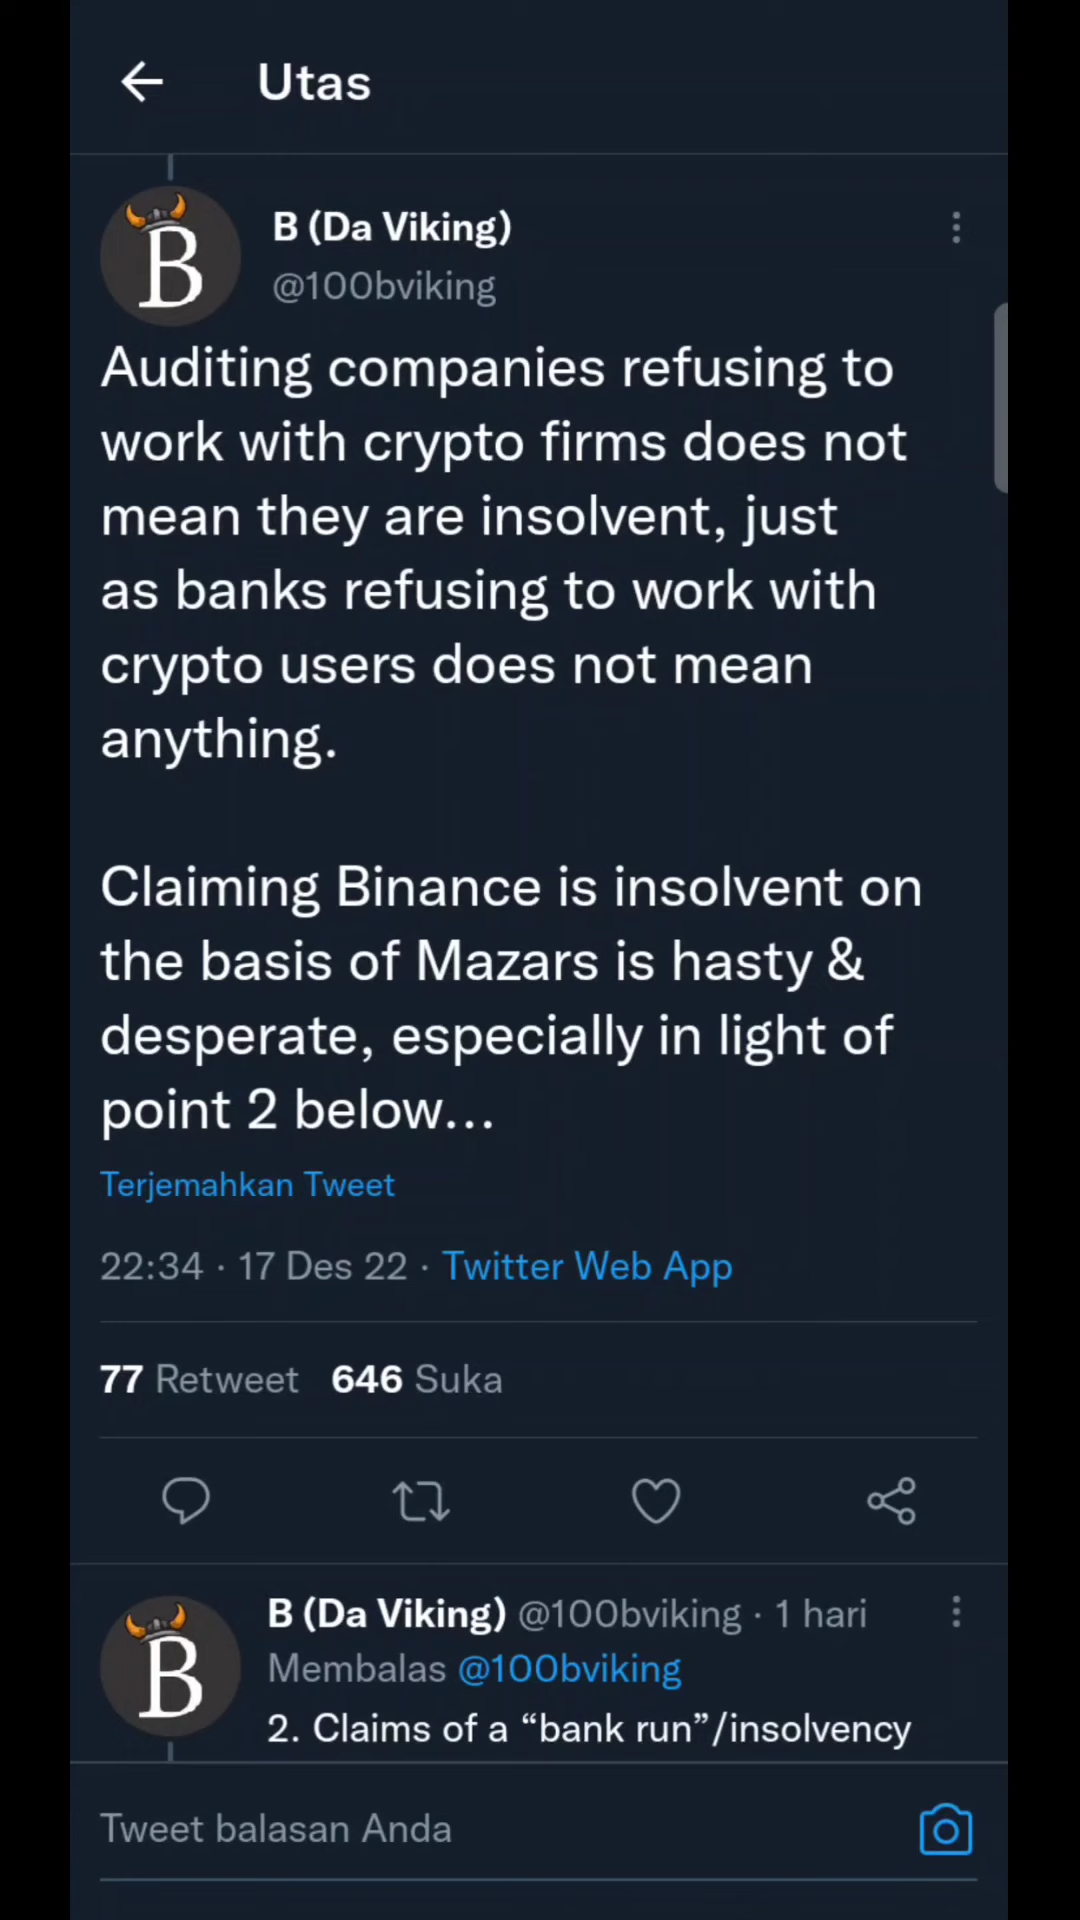 Utas
B
B (Da Viking)
@100bviking
Auditing companies refusing to
work with crypto firms does not
mean they are insolvent, just
as banks refusing to work with
crypto users does not mean
anything.
Claiming Binance is insolvent on
the basis of Mazars is hasty &
desperate, especially in light of
point 2 below...
Terjemahkan Tweet
22:34 · 17 Des 22 · Twitter Web App
77 Retweet 646 Suka
B
B (Da Viking) @100bviking · 1 hari
Membalas @100bviking
2. Claims of a “bank run”/insolvency
Tweet balasan Anda